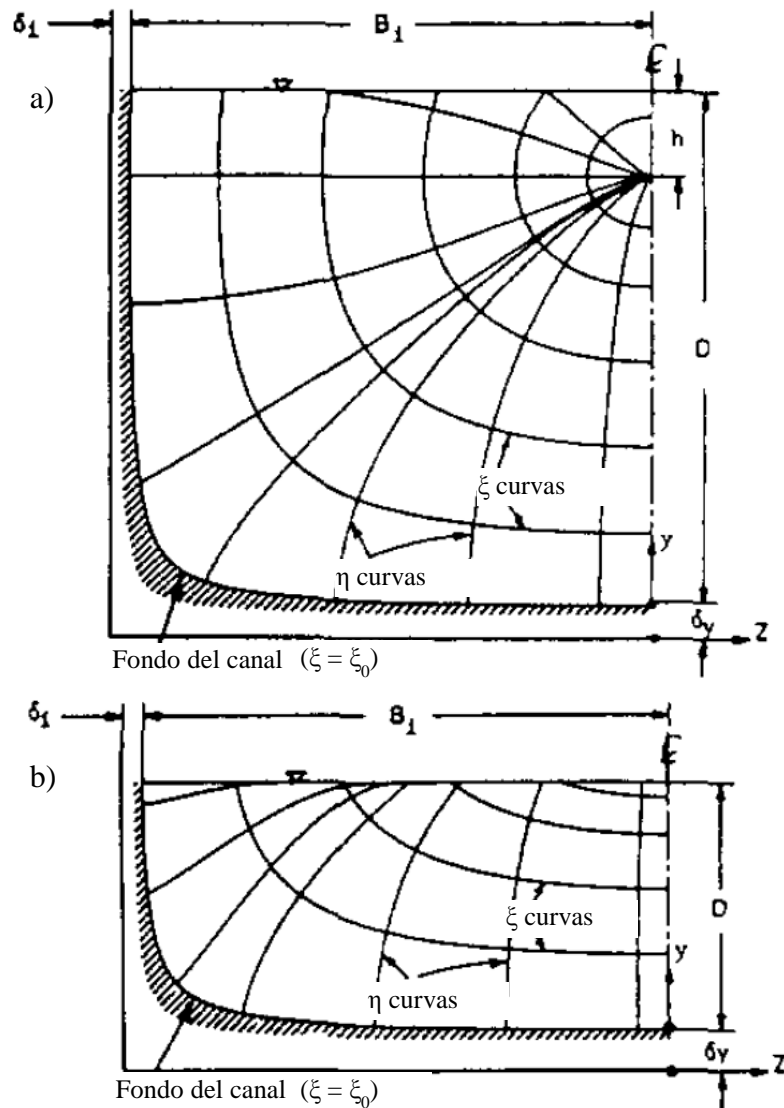 δ₁
B₁
℄
a)
h
D
ξ curvas
y
η curvas
δy
Z
Fondo del canal (ξ = ξ₀)
δ₁
B₁
℄
b)
D
ξ curvas
y
η curvas
δy
Z
Fondo del canal (ξ = ξ₀)